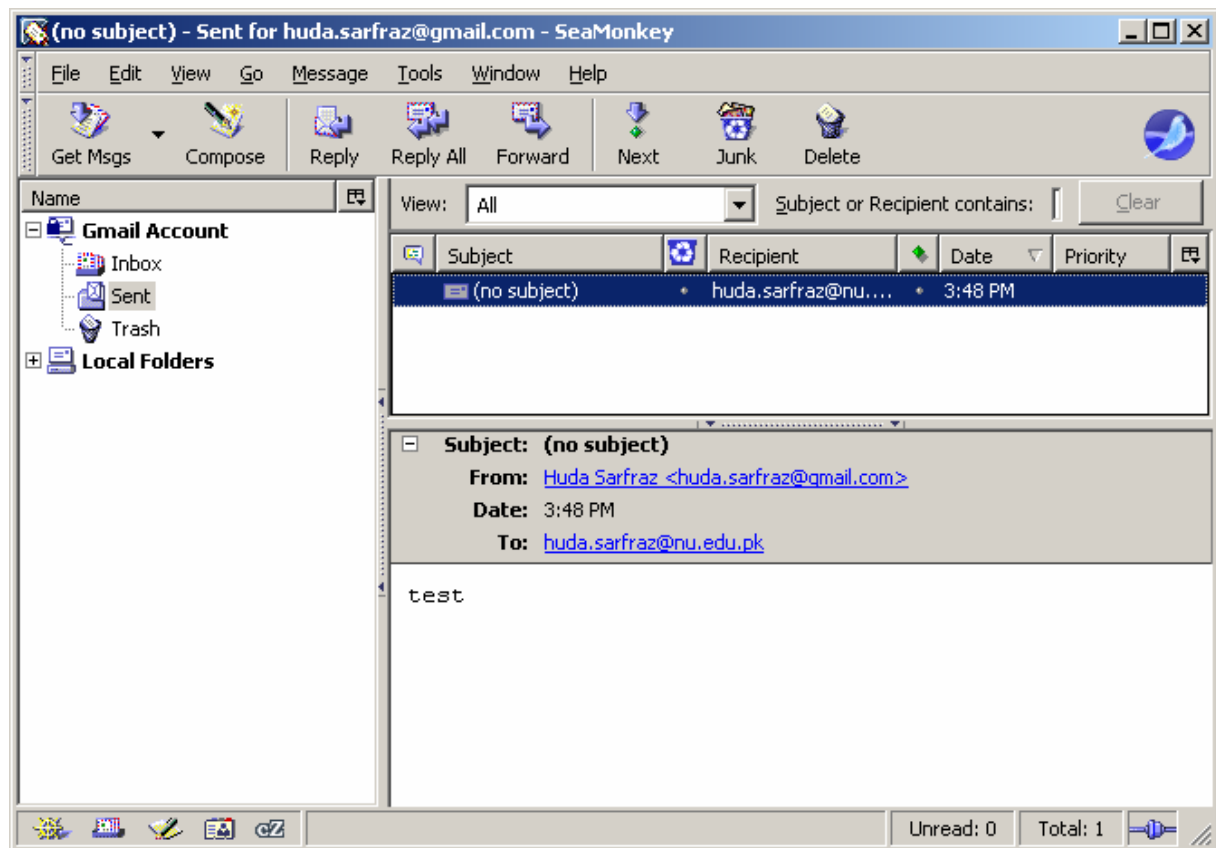 (no subject) - Sent for huda.sarfraz@gmail.com - SeaMonkey
File Edit View Go Message Tools Window Help
Get Msgs Compose Reply Reply All Forward Next Junk Delete
Name
Gmail Account
Inbox
Sent
Trash
Local Folders
View: All Subject or Recipient contains: Clear
Subject Recipient Date Priority
(no subject) huda.sarfraz@nu.... 3:48 PM
Subject: (no subject)
From: Huda Sarfraz <huda.sarfraz@gmail.com>
Date: 3:48 PM
To: huda.sarfraz@nu.edu.pk
test
cZ Unread: 0 Total: 1